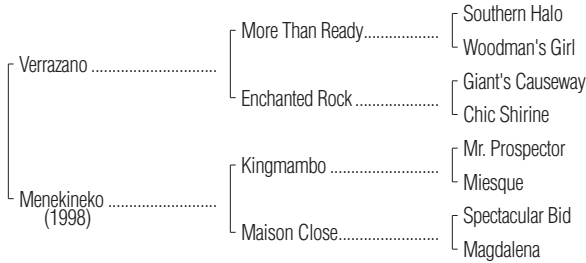 Southern Halo
More Than Ready..................
Woodman's Girl
Verrazano ..............................
Giant's Causeway
Enchanted Rock ....................
Chic Shirine
Mr. Prospector
Kingmambo ..........................
Miesque
Menekineko ..........................
(1998)
Spectacular Bid
Maison Close........................
Magdalena